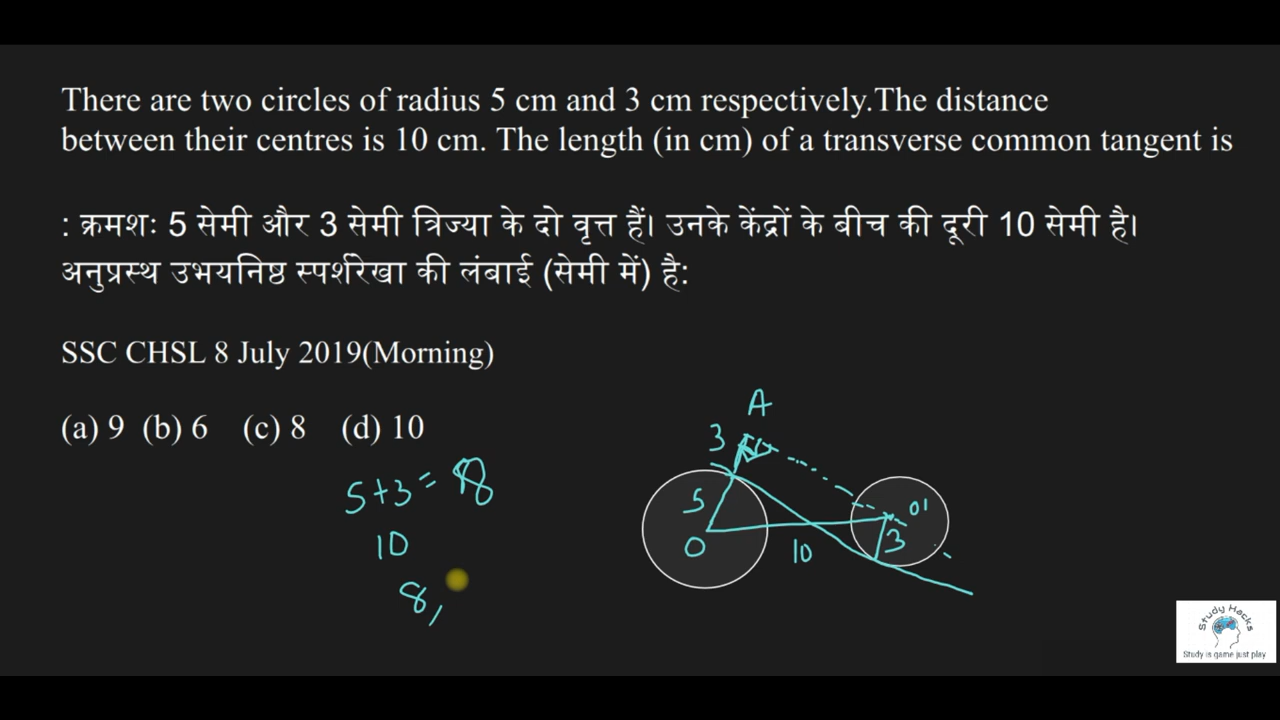 There are two circles of radius 5 cm and 3 cm respectively.The distance
between their centres is 10 cm. The length (in cm) of a transverse common tangent is
: क्रमशः 5 सेमी और 3 सेमी त्रिज्या के दो वृत्त हैं। उनके केंद्रों के बीच की दूरी 10 सेमी है।
अनुप्रस्थ उभयनिष्ठ स्पर्शरेखा की लंबाई (सेमी में) है:
SSC CHSL 8 July 2019(Morning)
(a) 9 (b) 6 (c) 8 (d) 10
5+3=8
10
8,
A
3
5
O
10
O'
3
Study Hacks
Study is game just play